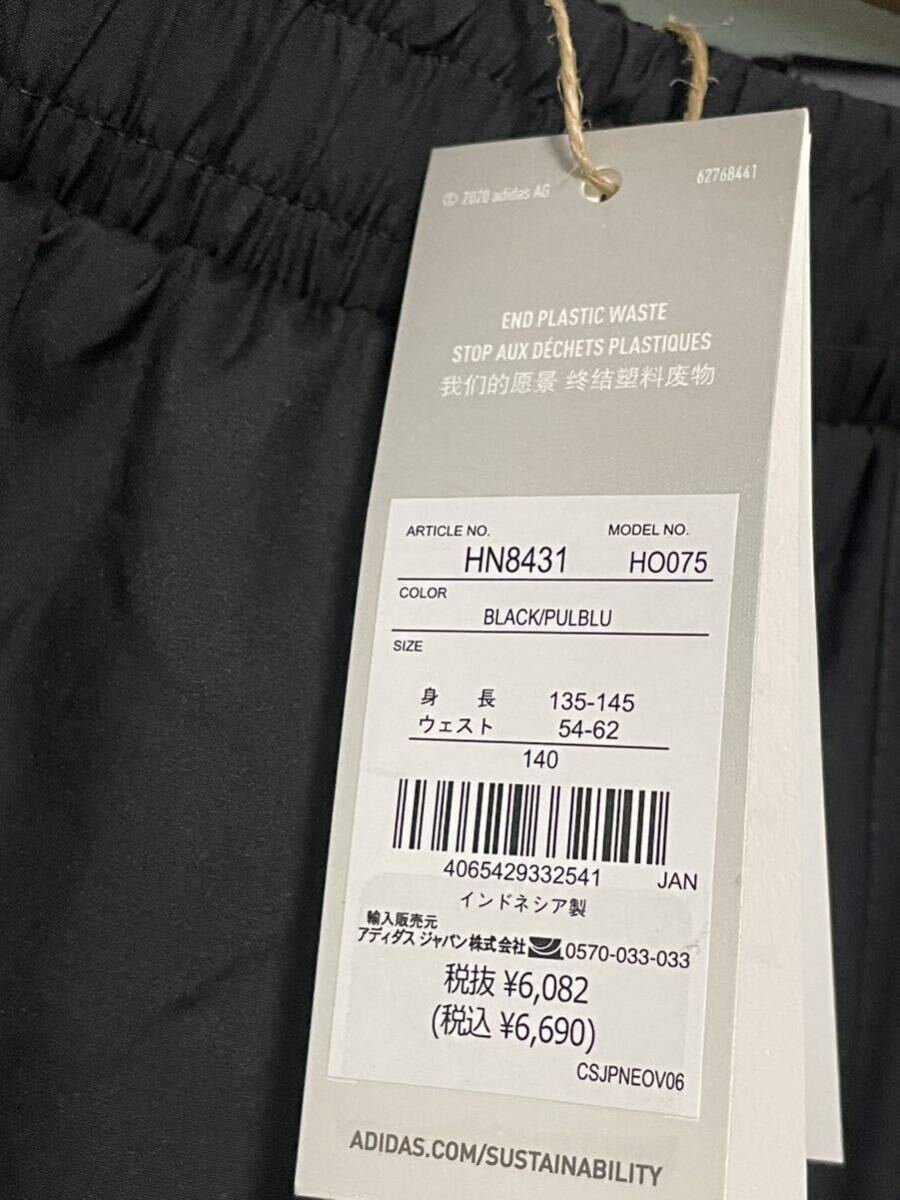 © 2020 adidas AG
62768441
END PLASTIC WASTE
STOP AUX DÉCHETS PLASTIQUES
我们的愿景 终结塑料废物
ARTICLE NO. MODEL NO.
HN8431 HO075
COLOR
BLACK/PULBLU
SIZE
身 長 135-145
ウェスト 54-62
140
4065429332541 JAN
インドネシア製
輸入販売元
アディダス ジャパン株式会社 0570-033-033
税抜 ¥6,082
(税込 ¥6,690)
CSJPNEOV06
ADIDAS.COM/SUSTAINABILITY